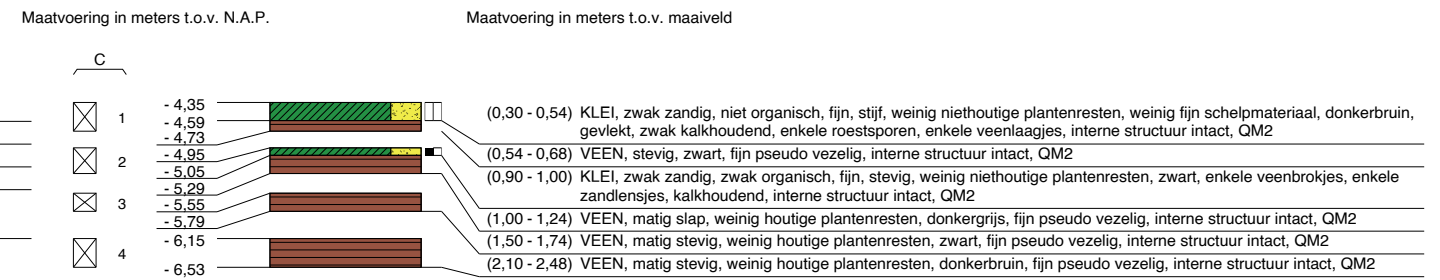 Maatvoering in meters t.o.v. N.A.P.
Maatvoering in meters t.o.v. maaiveld
C
1
- 4,35
- 4,59
- 4,73
(0,30 - 0,54) KLEI, zwak zandig, niet organisch, fijn, stijf, weinig niethoutige plantenresten, weinig fijn schelpmateriaal, donkerbruin,
gevlekt, zwak kalkhoudend, enkele roestsporen, enkele veenlaagjes, interne structuur intact, QM2
(0,54 - 0,68) VEEN, stevig, zwart, fijn pseudo vezelig, interne structuur intact, QM2
2
- 4,95
- 5,05
- 5,29
(0,90 - 1,00) KLEI, zwak zandig, zwak organisch, fijn, stevig, weinig niethoutige plantenresten, zwart, enkele veenbrokjes, enkele
zandlensjes, kalkhoudend, interne structuur intact, QM2
(1,00 - 1,24) VEEN, matig slap, weinig houtige plantenresten, donkergrijs, fijn pseudo vezelig, interne structuur intact, QM2
3
- 5,55
- 5,79
(1,50 - 1,74) VEEN, matig stevig, weinig houtige plantenresten, zwart, fijn pseudo vezelig, interne structuur intact, QM2
4
- 6,15
- 6,53
(2,10 - 2,48) VEEN, matig stevig, weinig houtige plantenresten, donkerbruin, fijn pseudo vezelig, interne structuur intact, QM2